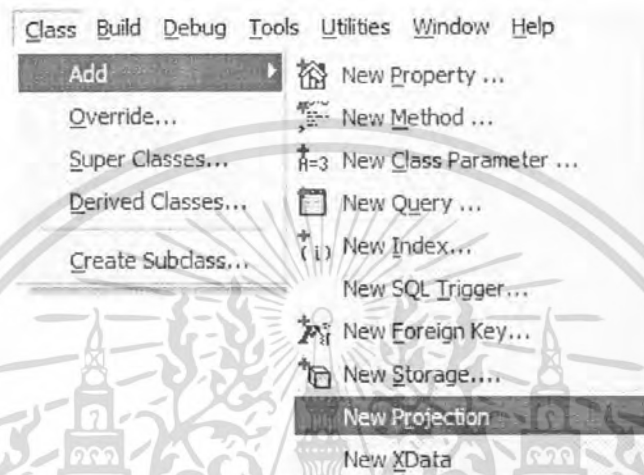 Class Build Debug Tools Utilities Window Help
Add
Override...
Super Classes...
Derived Classes...
Create Subclass...
New Property ...
New Method ...
A=3 New Class Parameter ...
New Query ...
(i) New Index...
New SQL Trigger...
New Foreign Key...
New Storage....
New Projection
New XData